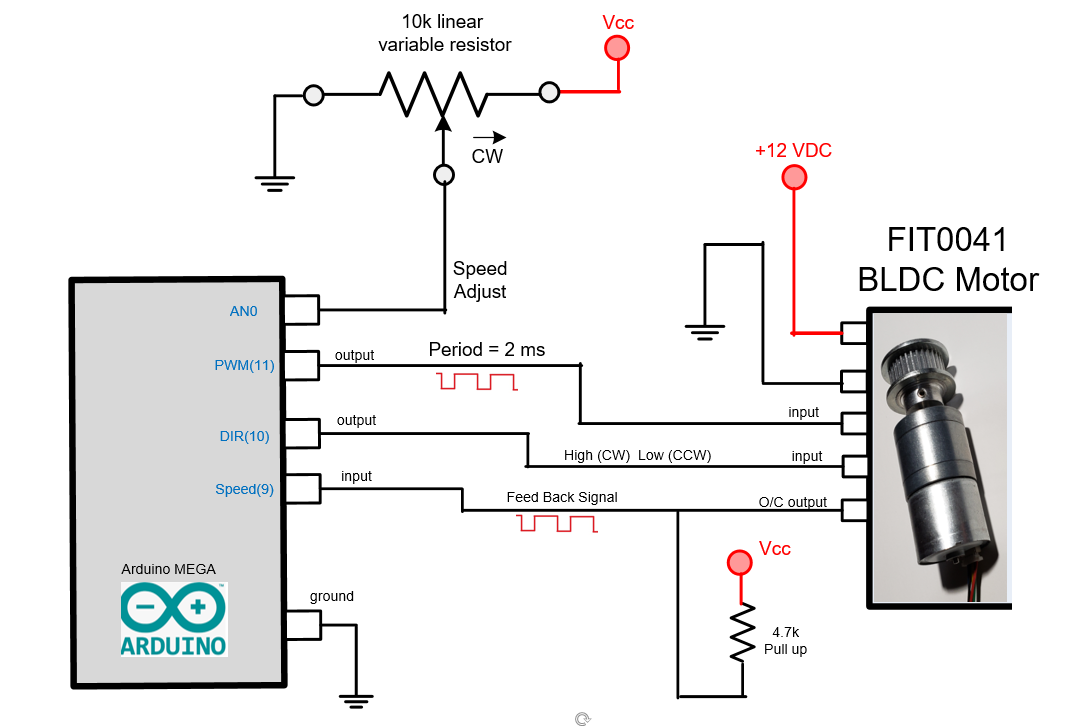 10k linear
variable resistor
Vcc
CW
+12 VDC
FIT0041
BLDC Motor
Speed
Adjust
AN0
PWM(11)
output
Period = 2 ms
input
DIR(10)
output
High (CW) Low (CCW)
input
Speed(9)
input
Feed Back Signal
O/C output
Vcc
4.7k
Pull up
Arduino MEGA
TM
ARDUINO
ground